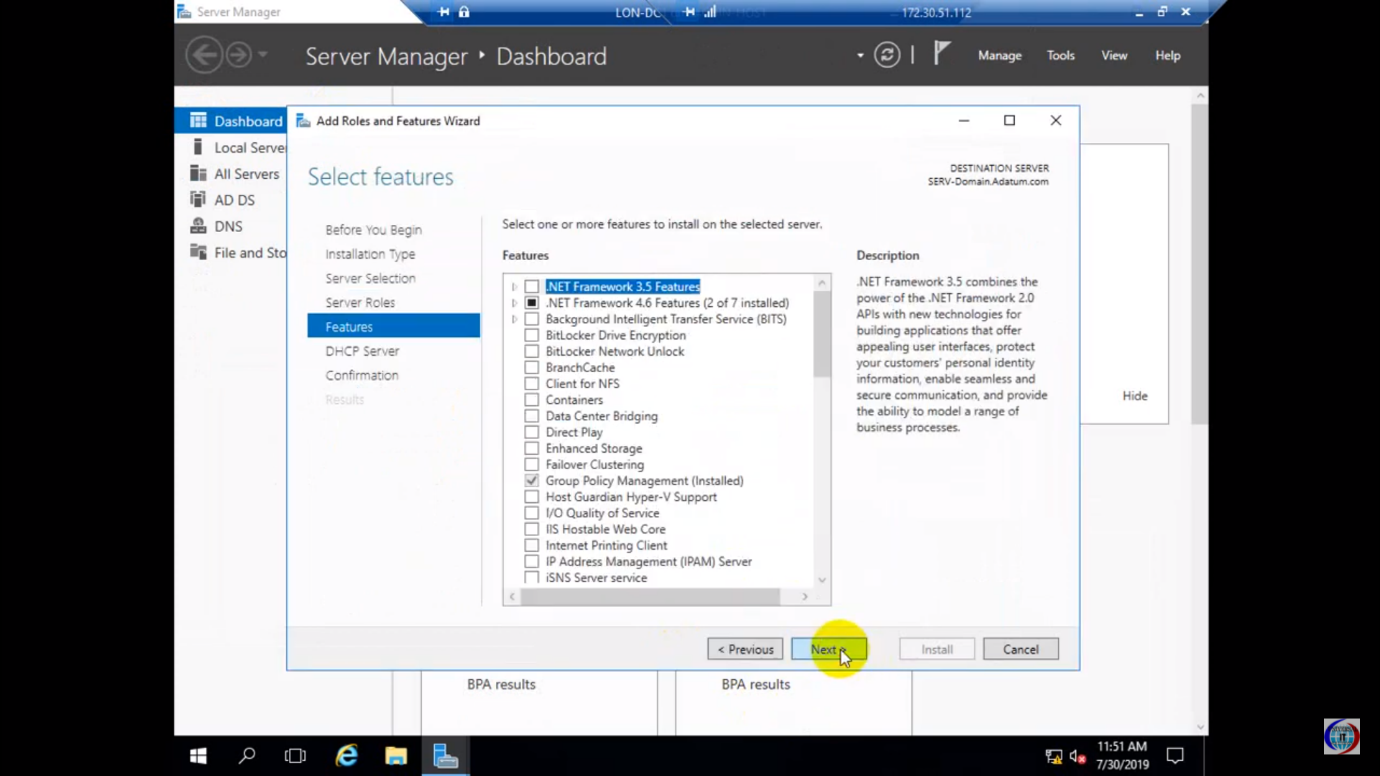 Server Manager
LON-DC
172.30.51.112
Server Manager ‣ Dashboard
Manage Tools View Help
Dashboard
Local Serve
All Servers
AD DS
DNS
File and Sto
Add Roles and Features Wizard
Select features
DESTINATION SERVER
SERV-Domain.Adatum.com
Before You Begin
Installation Type
Server Selection
Server Roles
Features
DHCP Server
Confirmation
Results
Select one or more features to install on the selected server.
Features
.NET Framework 3.5 Features
.NET Framework 4.6 Features (2 of 7 installed)
Background Intelligent Transfer Service (BITS)
BitLocker Drive Encryption
BitLocker Network Unlock
BranchCache
Client for NFS
Containers
Data Center Bridging
Direct Play
Enhanced Storage
Failover Clustering
Group Policy Management (Installed)
Host Guardian Hyper-V Support
I/O Quality of Service
IIS Hostable Web Core
Internet Printing Client
IP Address Management (IPAM) Server
iSNS Server service
Description
.NET Framework 3.5 combines the
power of the .NET Framework 2.0
APIs with new technologies for
building applications that offer
appealing user interfaces, protect
your customers' personal identity
information, enable seamless and
secure communication, and provide
the ability to model a range of
business processes.
Hide
< Previous
Next >
Install
Cancel
BPA results
BPA results
11:51 AM
7/30/2019